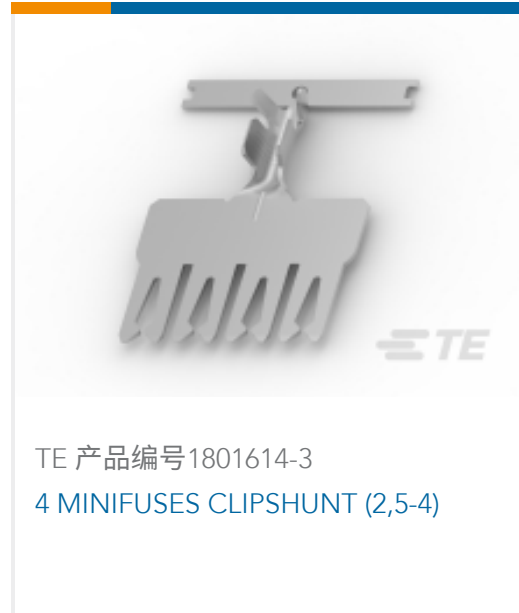 TE
TE 产品编号1801614-3
4 MINIFUSES CLIPSHUNT (2,5-4)